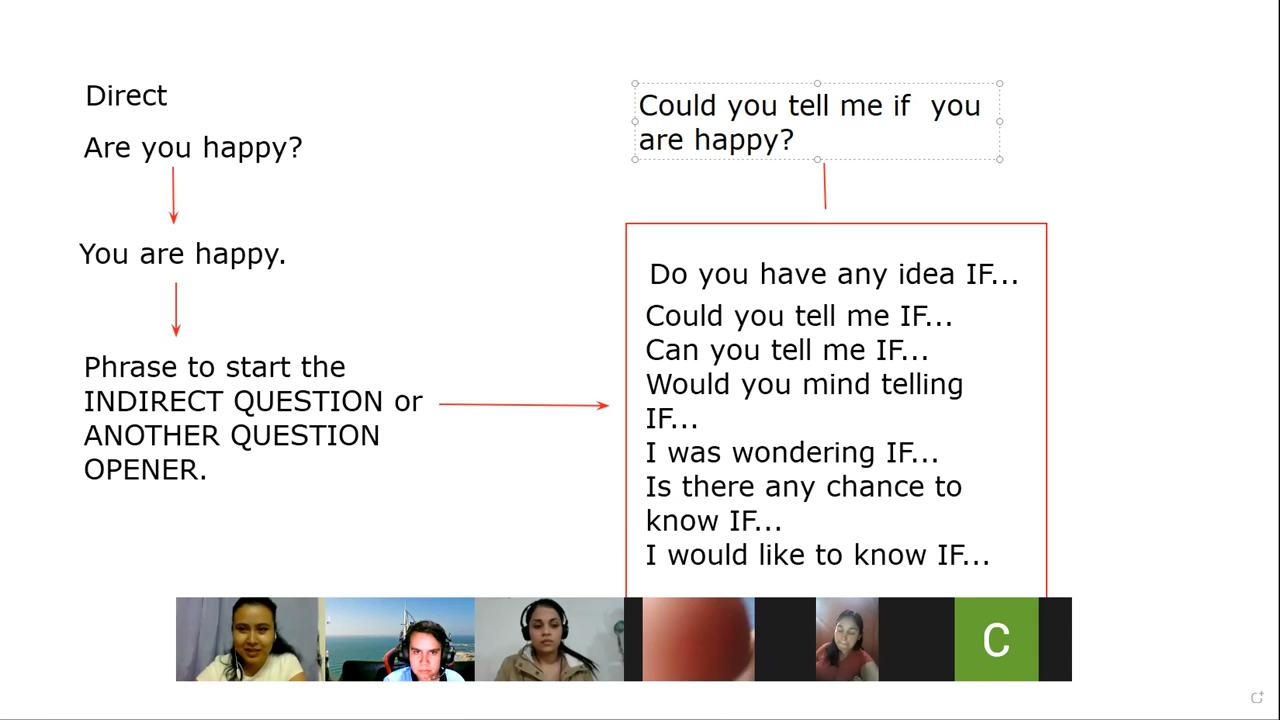 Direct
Are you happy?
You are happy.
Phrase to start the
INDIRECT QUESTION or
ANOTHER QUESTION
OPENER.
Could you tell me if  you
are happy?
Do you have any idea IF...
Could you tell me IF...
Can you tell me IF...
Would you mind telling
IF...
I was wondering IF...
Is there any chance to
know IF...
I would like to know IF...
C